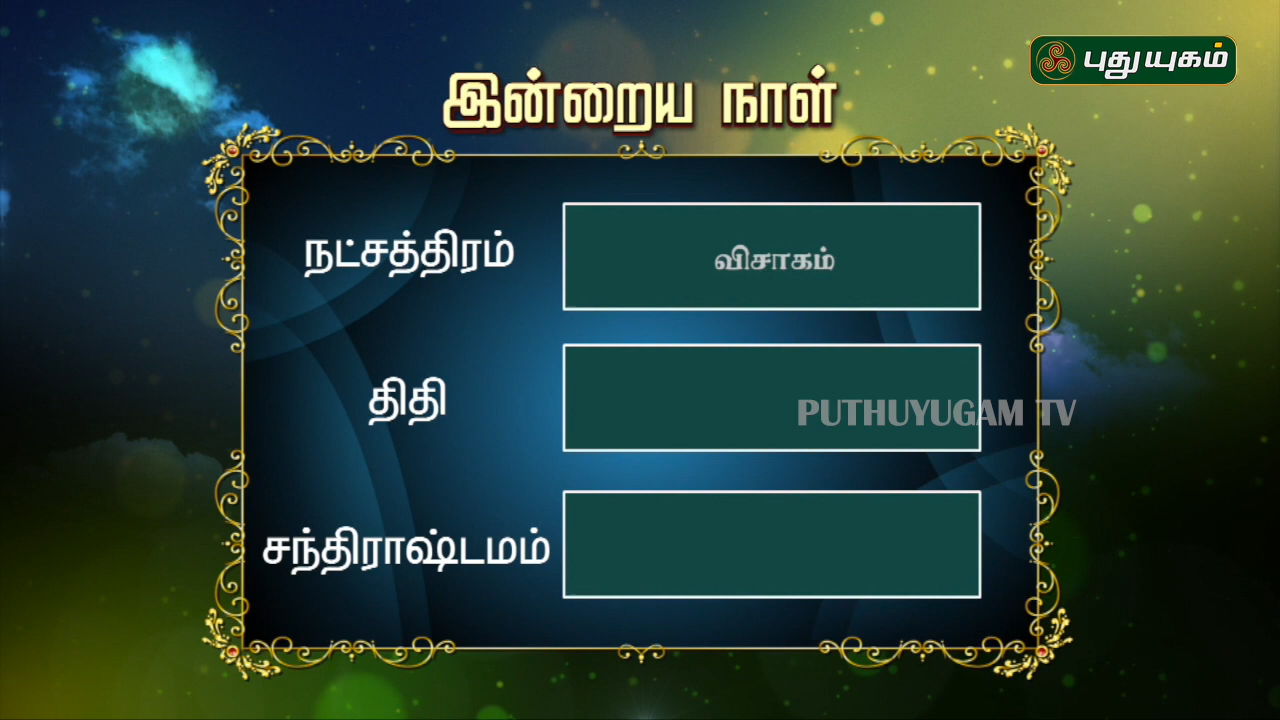 புதுயுகம்
இன்றைய நாள்
நட்சத்திரம்
விசாகம்
திதி
PUTHUYUGAM TV
சந்திராஷ்டமம்